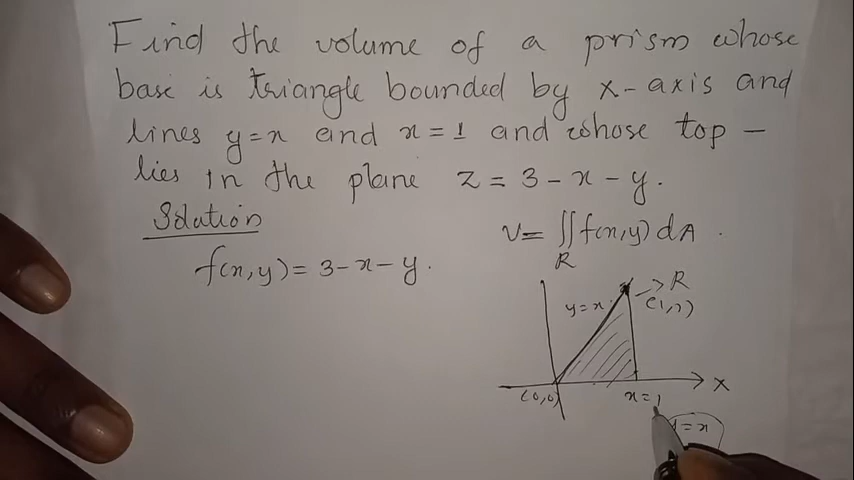 Find the volume of a prism whose
base is triangle bounded by x-axis and
lines y=x and x=1 and whose top -
lies in the plane z = 3-x-y.
Solution
f(x,y) = 3-x-y.
V= ∬ f(x,y) dA .
R
→ R
y=x
(1,1)
X
(0,0)
x=1
=x